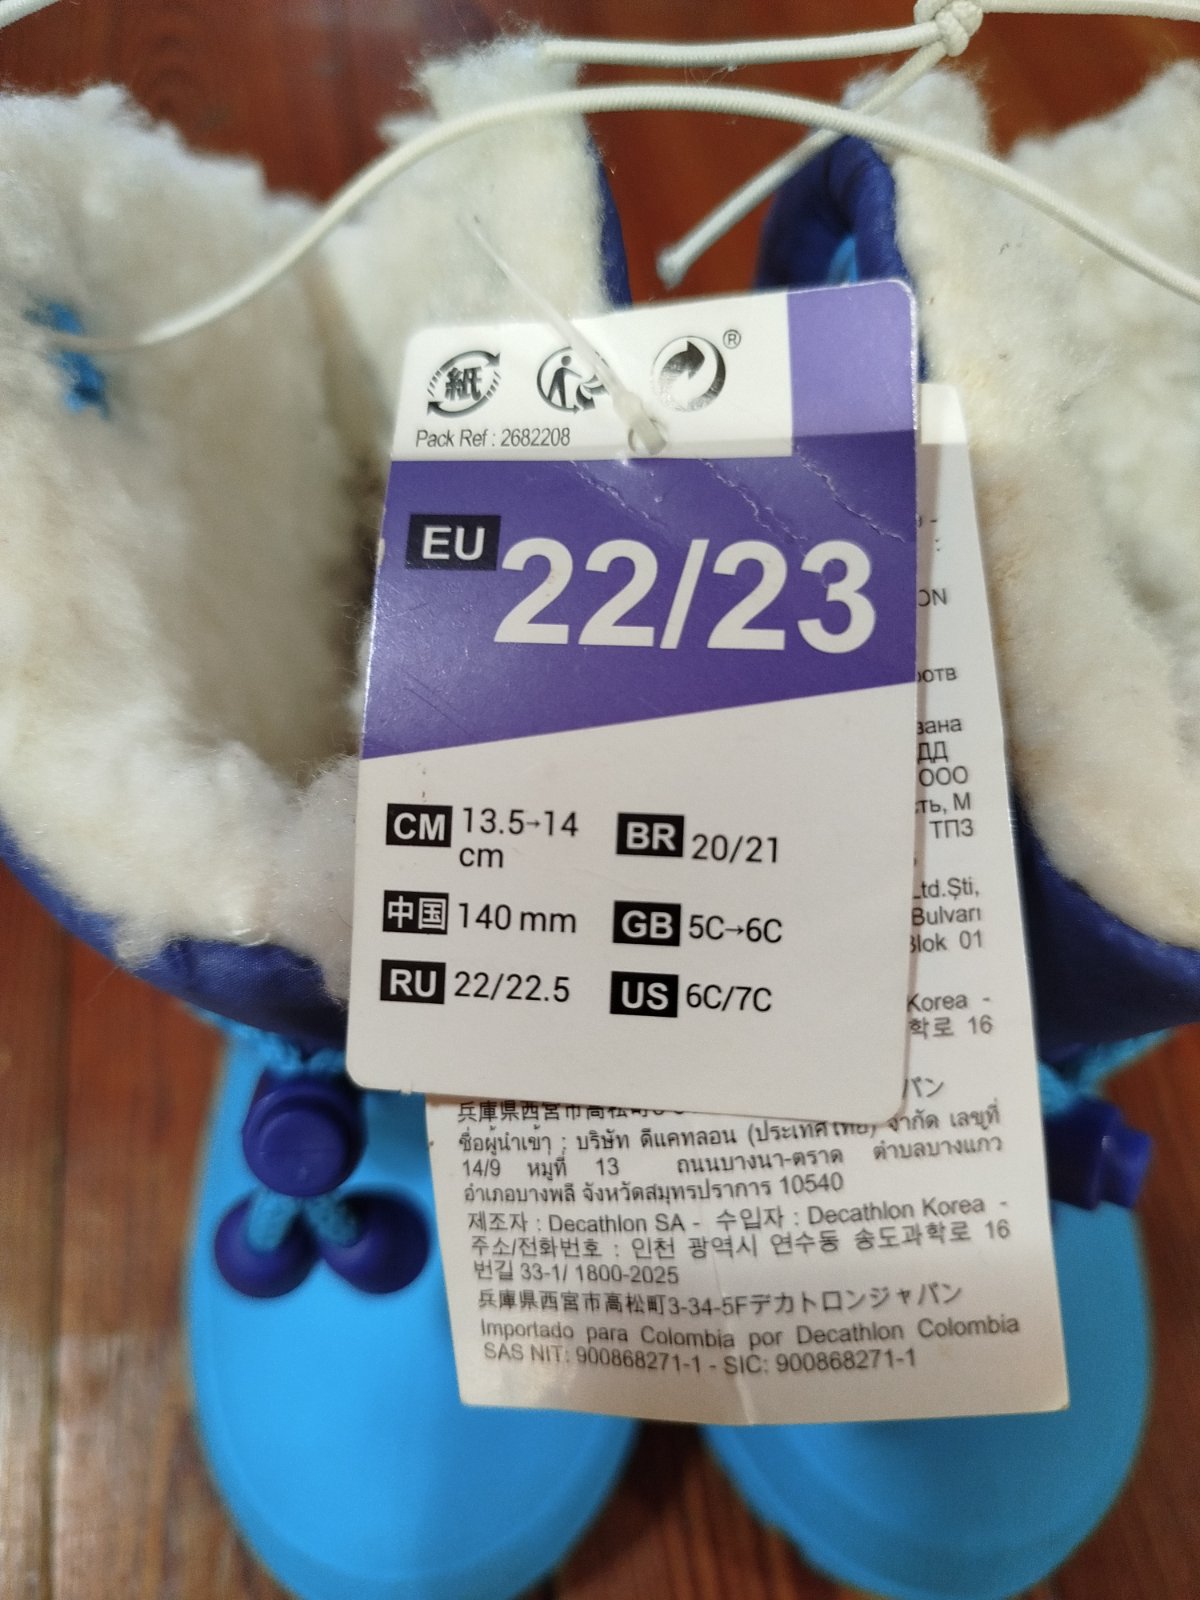 紙
®
Pack Ref : 2682208
EU 22/23
CM 13.5→14 cm
BR 20/21
中国 140 mm
GB 5C→6C
RU 22/22.5
US 6C/7C
ON
ООО
ТПЗ
Ltd.Şti,
Bulvarı
Blok 01
Korea -
학로 16
パン
兵庫県西宮市高松町3-
ชื่อผู้นำเข้า : บริษัท ดีแคทลอน (ประเทศไทย) จำกัด เลขที่
14/9 หมู่ที่ 13 ถนนบางนา-ตราด ตำบลบางแก้ว
อำเภอบางพลี จังหวัดสมุทรปราการ 10540
제조자 : Decathlon SA - 수입자 : Decathlon Korea -
주소/전화번호 : 인천 광역시 연수동 송도과학로 16
번길 33-1/ 1800-2025
兵庫県西宮市高松町3-34-5Fデカトロンジャパン
Importado para Colombia por Decathlon Colombia
SAS NIT: 900868271-1 - SIC: 900868271-1